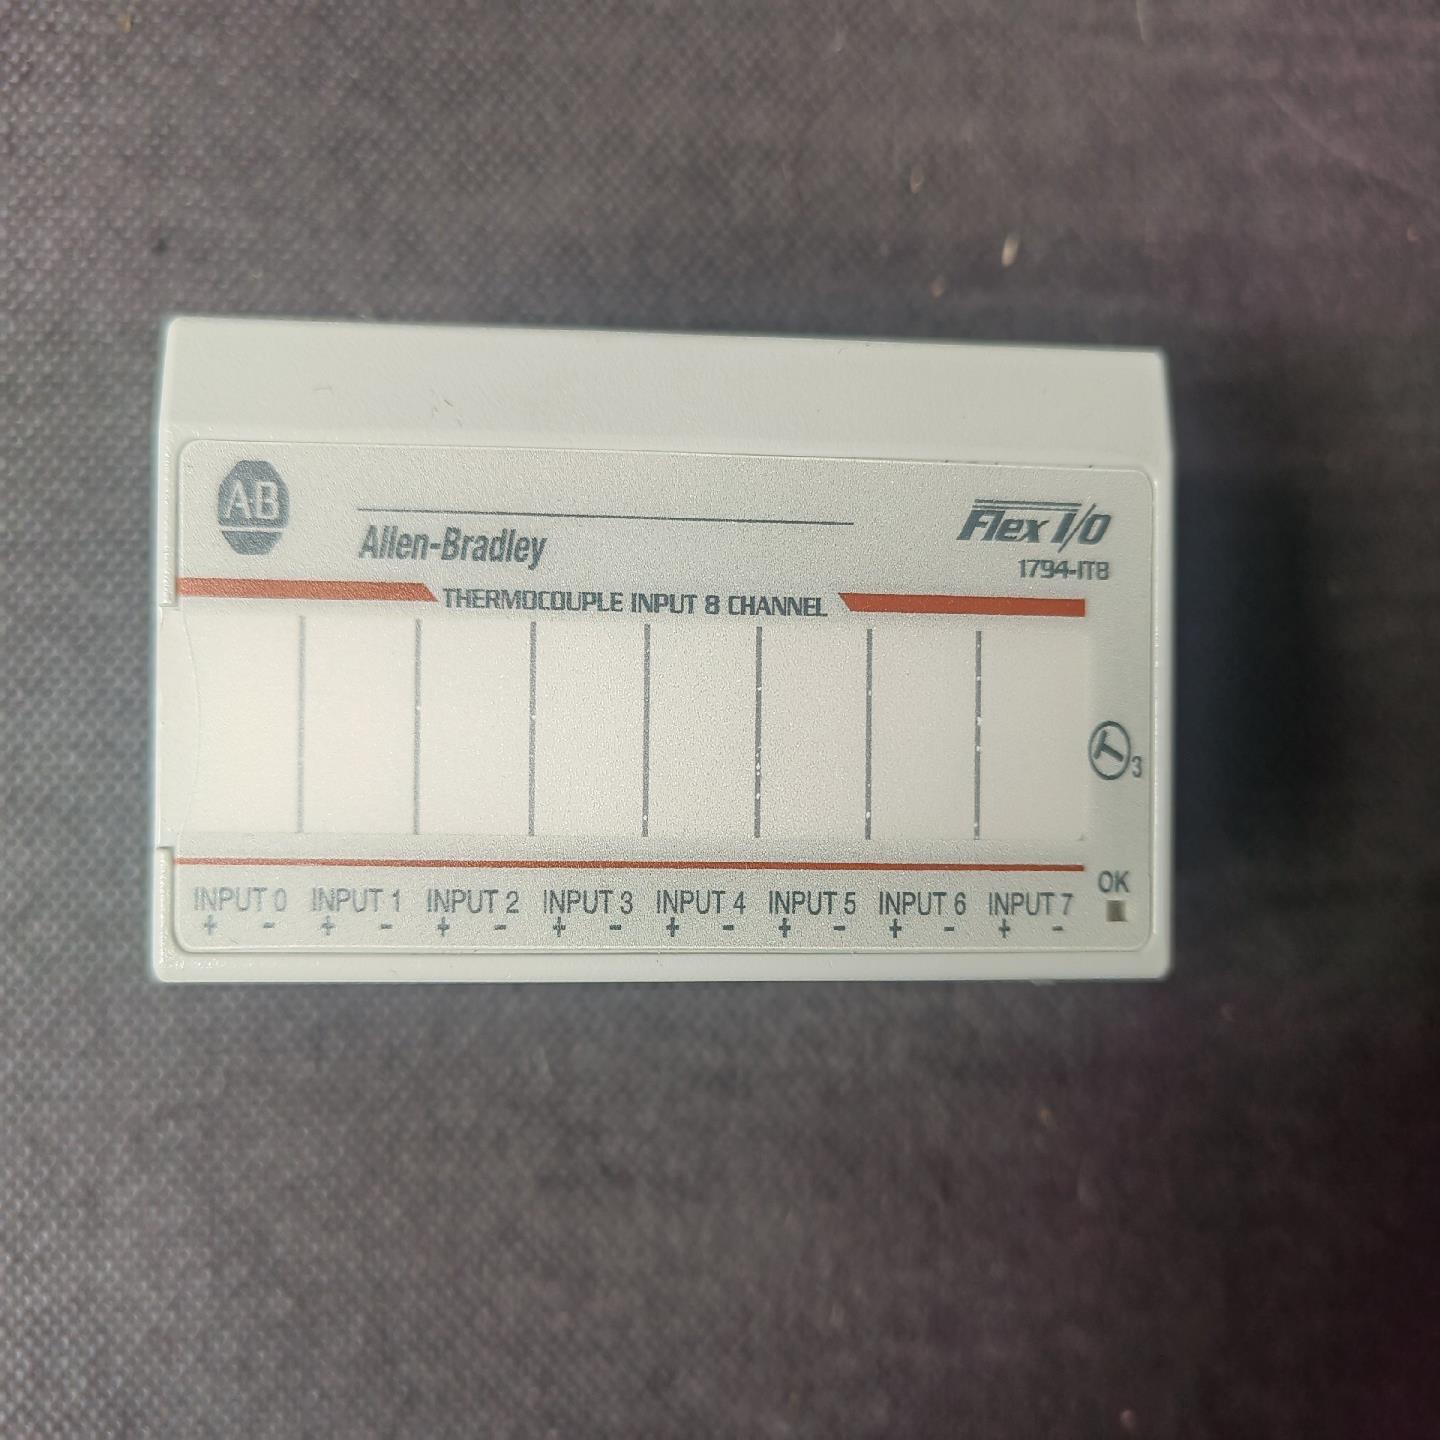 AB
Allen-Bradley
Flex I/O
1794-IT8
THERMOCOUPLE INPUT 8 CHANNEL
T 3
OK
INPUT 0 INPUT 1 INPUT 2 INPUT 3 INPUT 4 INPUT 5 INPUT 6 INPUT 7
+ - + - + - + - + - + - + - + -